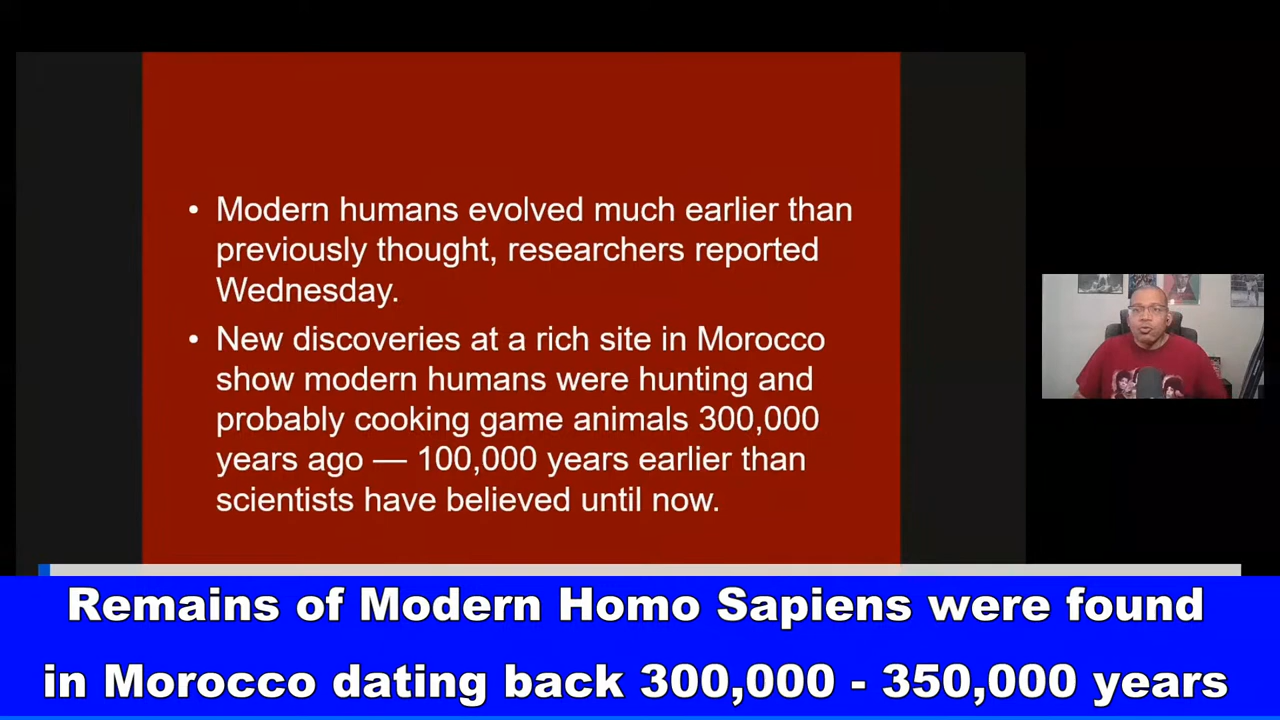 • Modern humans evolved much earlier than
previously thought, researchers reported
Wednesday.
• New discoveries at a rich site in Morocco
show modern humans were hunting and
probably cooking game animals 300,000
years ago — 100,000 years earlier than
scientists have believed until now.
Remains of Modern Homo Sapiens were found
in Morocco dating back 300,000 - 350,000 years